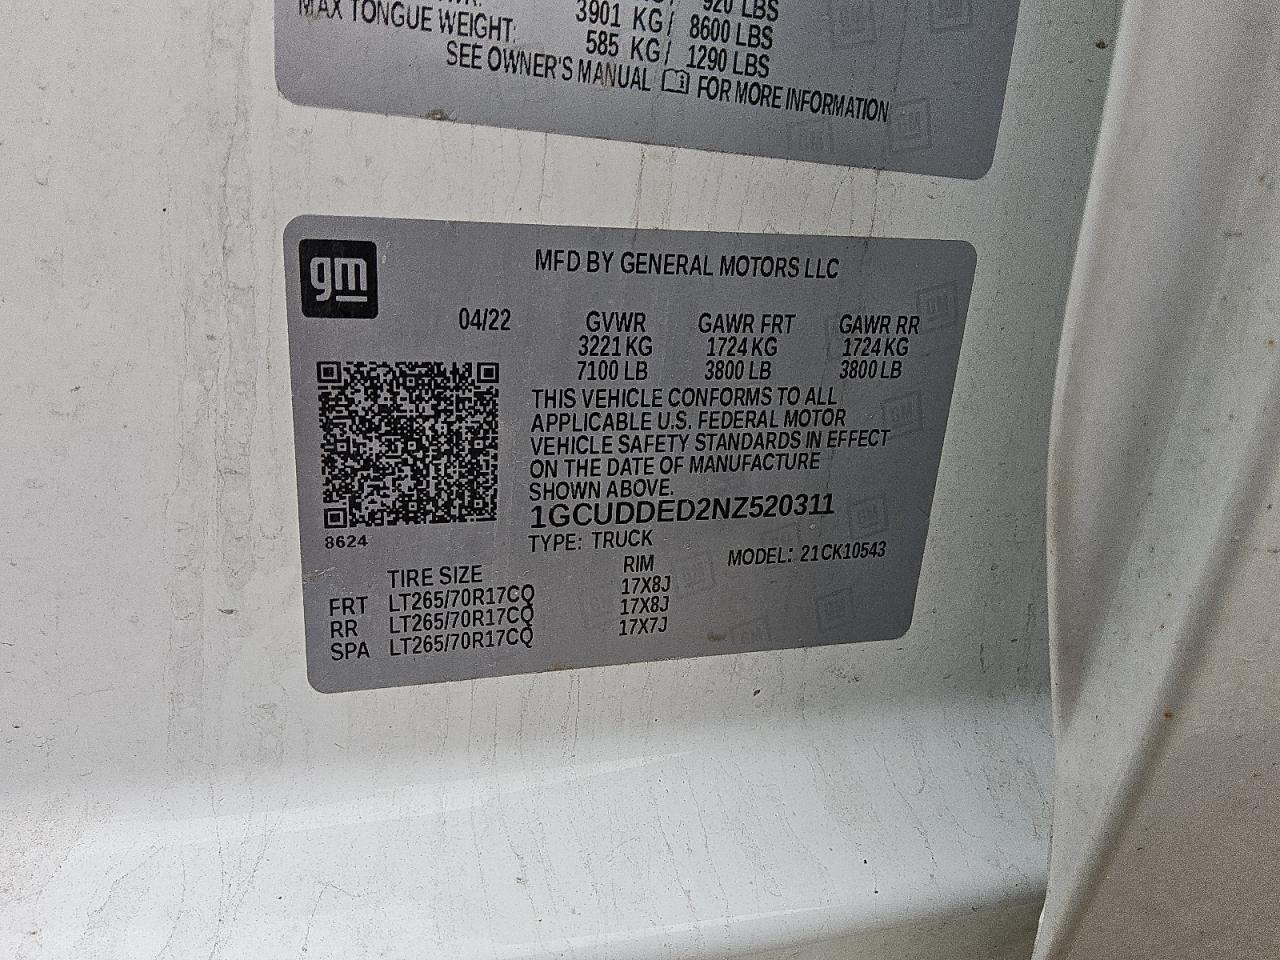 920 LBS
3901 KG/ 8600 LBS
MAX TONGUE WEIGHT: 585 KG/ 1290 LBS
SEE OWNER'S MANUAL FOR MORE INFORMATION
gm
MFD BY GENERAL MOTORS LLC
04/22 GVWR GAWR FRT GAWR RR
3221 KG 1724 KG 1724 KG
7100 LB 3800 LB 3800 LB
THIS VEHICLE CONFORMS TO ALL
APPLICABLE U.S. FEDERAL MOTOR
VEHICLE SAFETY STANDARDS IN EFFECT
ON THE DATE OF MANUFACTURE
SHOWN ABOVE.
1GCUDDED2NZ520311
8624
TYPE: TRUCK MODEL: 21CK10543
TIRE SIZE RIM
FRT LT265/70R17CQ 17X8J
RR LT265/70R17CQ 17X8J
SPA LT265/70R17CQ 17X7J